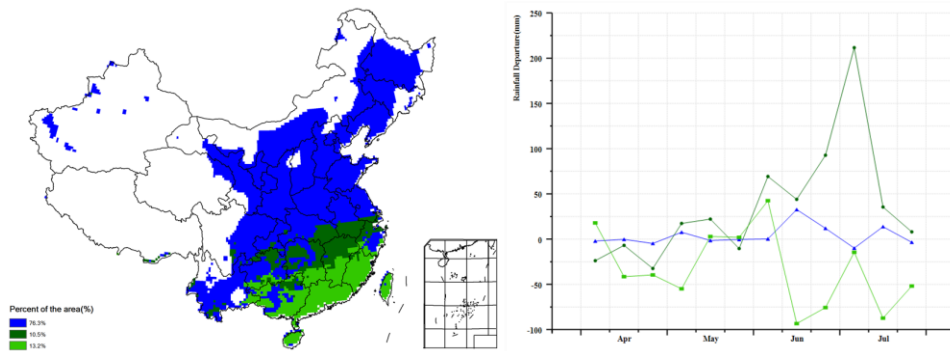 Percent of the area(%)
76.3%
10.5%
13.2%
Rainfall Departure(mm)
250
200
150
100
50
0
-50
-100
Apr
May
Jun
Jul